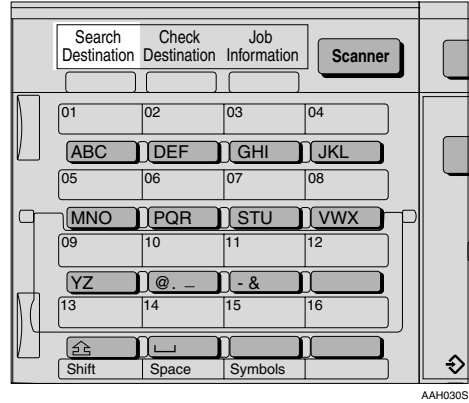 Search Destination
Check Destination
Job Information
Scanner
01 02 03 04
ABC DEF GHI JKL
05 06 07 08
MNO PQR STU VWX
09 10 11 12
YZ @. _ - &
13 14 15 16
Shift Space Symbols
AAH030S